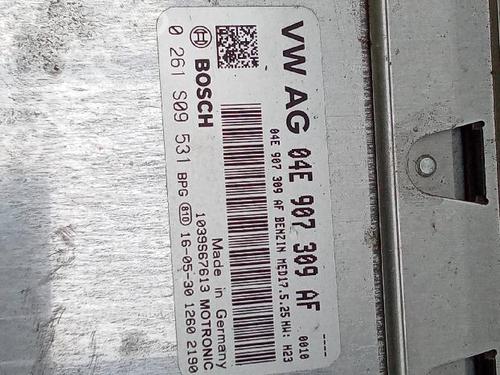 VW AG 04E 907 309 AF ----
04E 907 309 AF BENZIN MED17.5.25 HW: H23 0010
BOSCH
Made in Germany
1039S67613 MOTRONIC
0 261 S09 531 BPG 810 16-05-30 1260 2190